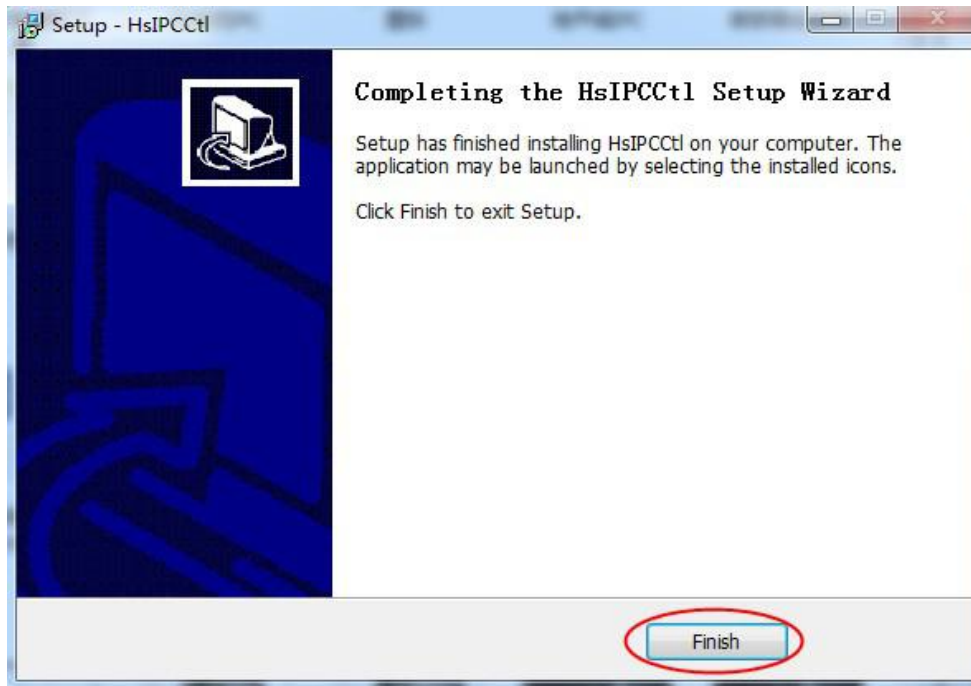 Setup - HsIPCCtl
Completing the HsIPCCtl Setup Wizard
Setup has finished installing HsIPCCtl on your computer. The
application may be launched by selecting the installed icons.
Click Finish to exit Setup.
Finish